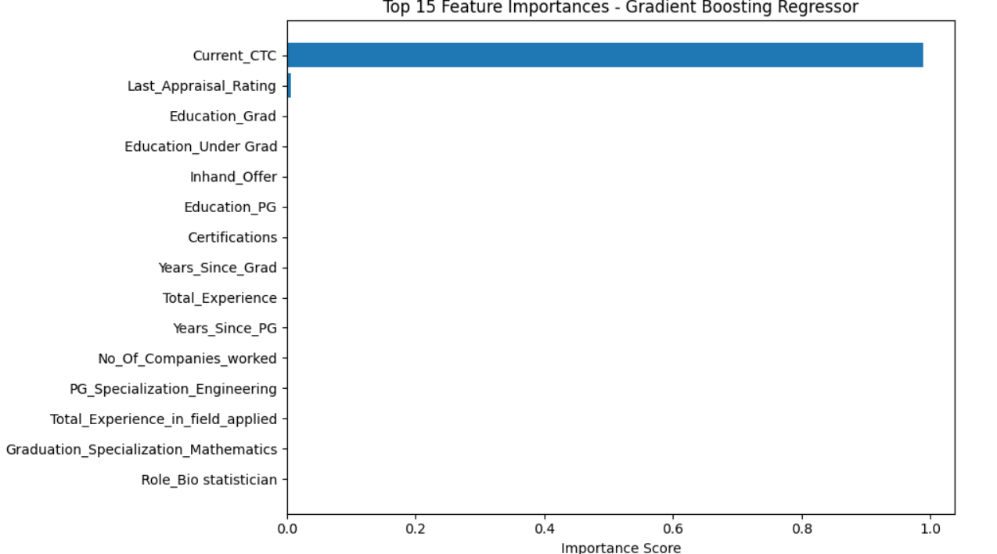 Top 15 Feature Importances - Gradient Boosting Regressor
Current_CTC
Last_Appraisal_Rating
Education_Grad
Education_Under Grad
Inhand_Offer
Education_PG
Certifications
Years_Since_Grad
Total_Experience
Years_Since_PG
No_Of_Companies_worked
PG_Specialization_Engineering
Total_Experience_in_field_applied
Graduation_Specialization_Mathematics
Role_Bio statistician
0.0 0.2 0.4 0.6 0.8 1.0
Importance Score